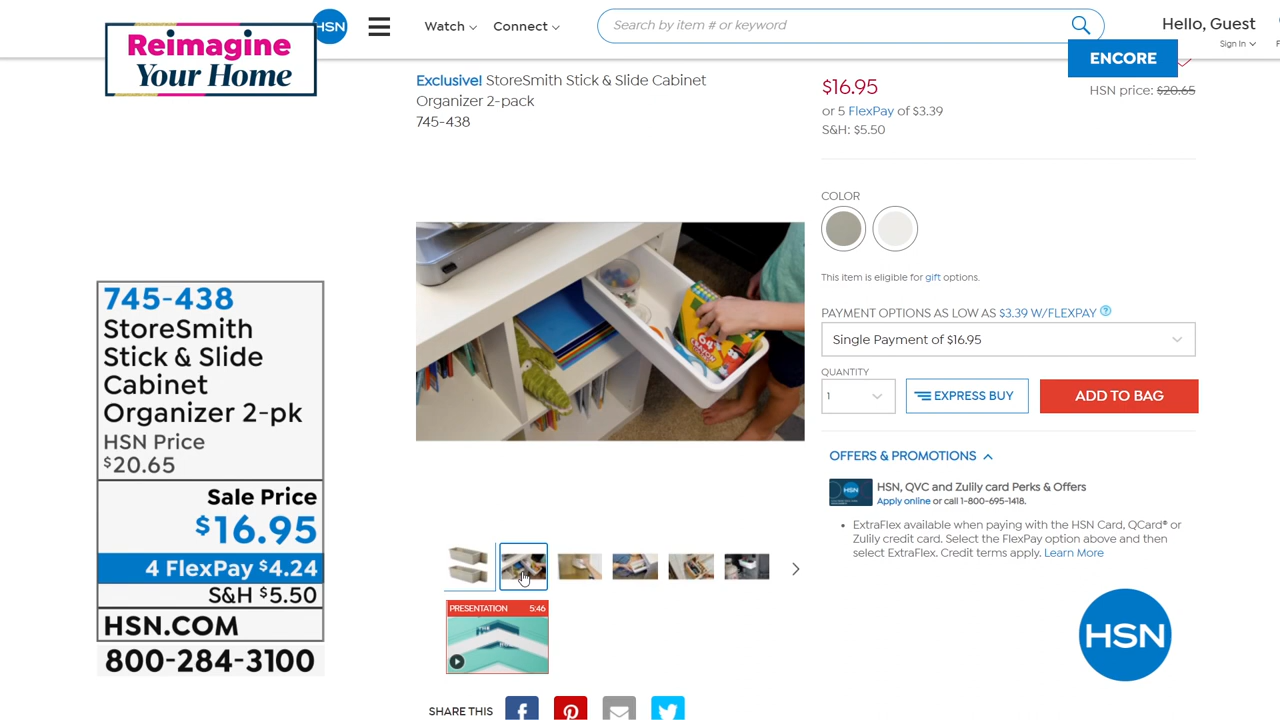 Reimagine
Your Home
HSN
Watch
Connect
Search by item # or keyword
Hello, Guest
Sign In
ENCORE
Exclusive! StoreSmith Stick & Slide Cabinet
Organizer 2-pack
745-438
$16.95
HSN price: $20.65
or 5 FlexPay of $3.39
S&H: $5.50
COLOR
This item is eligible for gift options.
PAYMENT OPTIONS AS LOW AS $3.39 W/FLEXPAY ?
Single Payment of $16.95
QUANTITY
1
EXPRESS BUY
ADD TO BAG
OFFERS & PROMOTIONS
HSN
HSN, QVC and Zulily card Perks & Offers
Apply online or call 1-800-695-1418.
• ExtraFlex available when paying with the HSN Card, QCard® or
Zulily credit card. Select the FlexPay option above and then
select ExtraFlex. Credit terms apply. Learn More
745-438
StoreSmith
Stick & Slide
Cabinet
Organizer 2-pk
HSN Price
$20.65
Sale Price
$16.95
4 FlexPay $4.24
S&H $5.50
HSN.COM
800-284-3100
64
CRAYONS
PRESENTATION 5:46
SHARE THIS
HSN